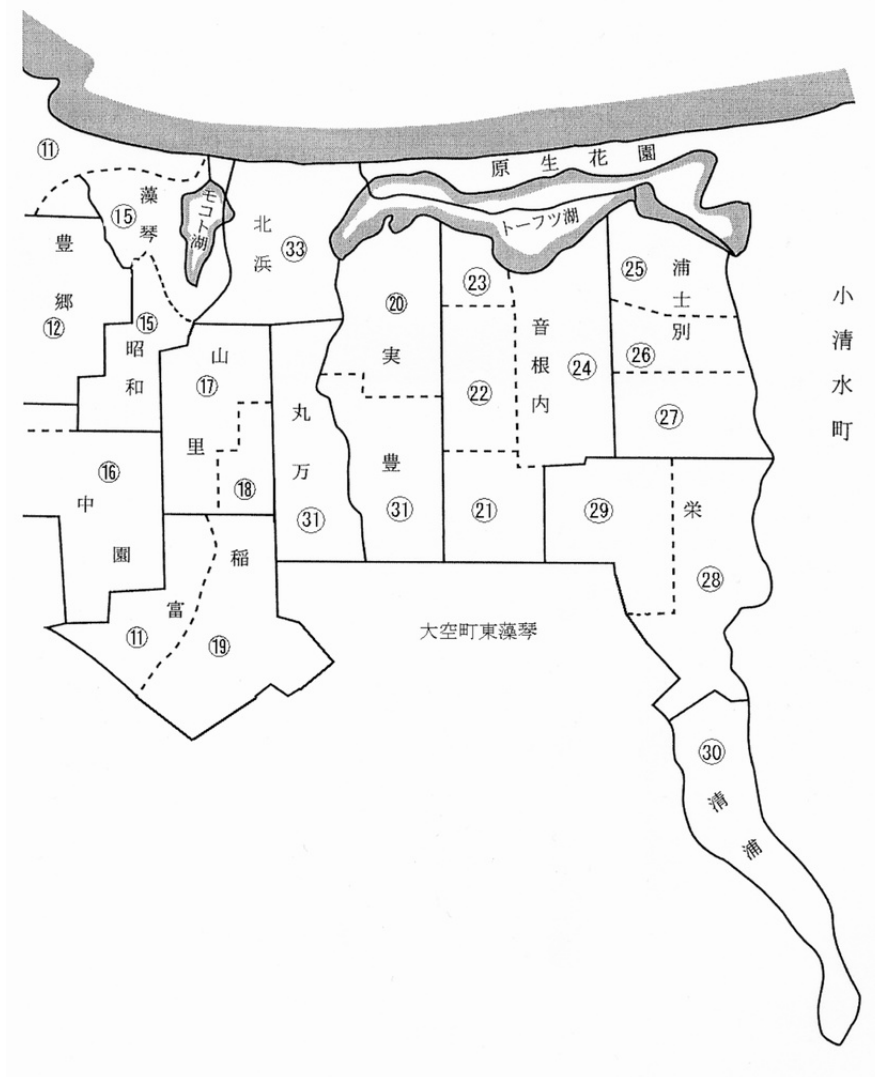 原生花園
⑪
藻琴
⑮
モコト湖
北浜
㉝
トーフツ湖
豊郷
⑫
⑮
昭和
⑳
実豊
㉓
㉕
浦士別
小清水町
音根内
㉔
㉖
山里
⑰
丸万
㉒
㉗
⑯
中園
⑱
㉛
㉛
㉑
㉙
栄
㉘
稲富
⑪
⑲
大空町東藻琴
㉚
清浦